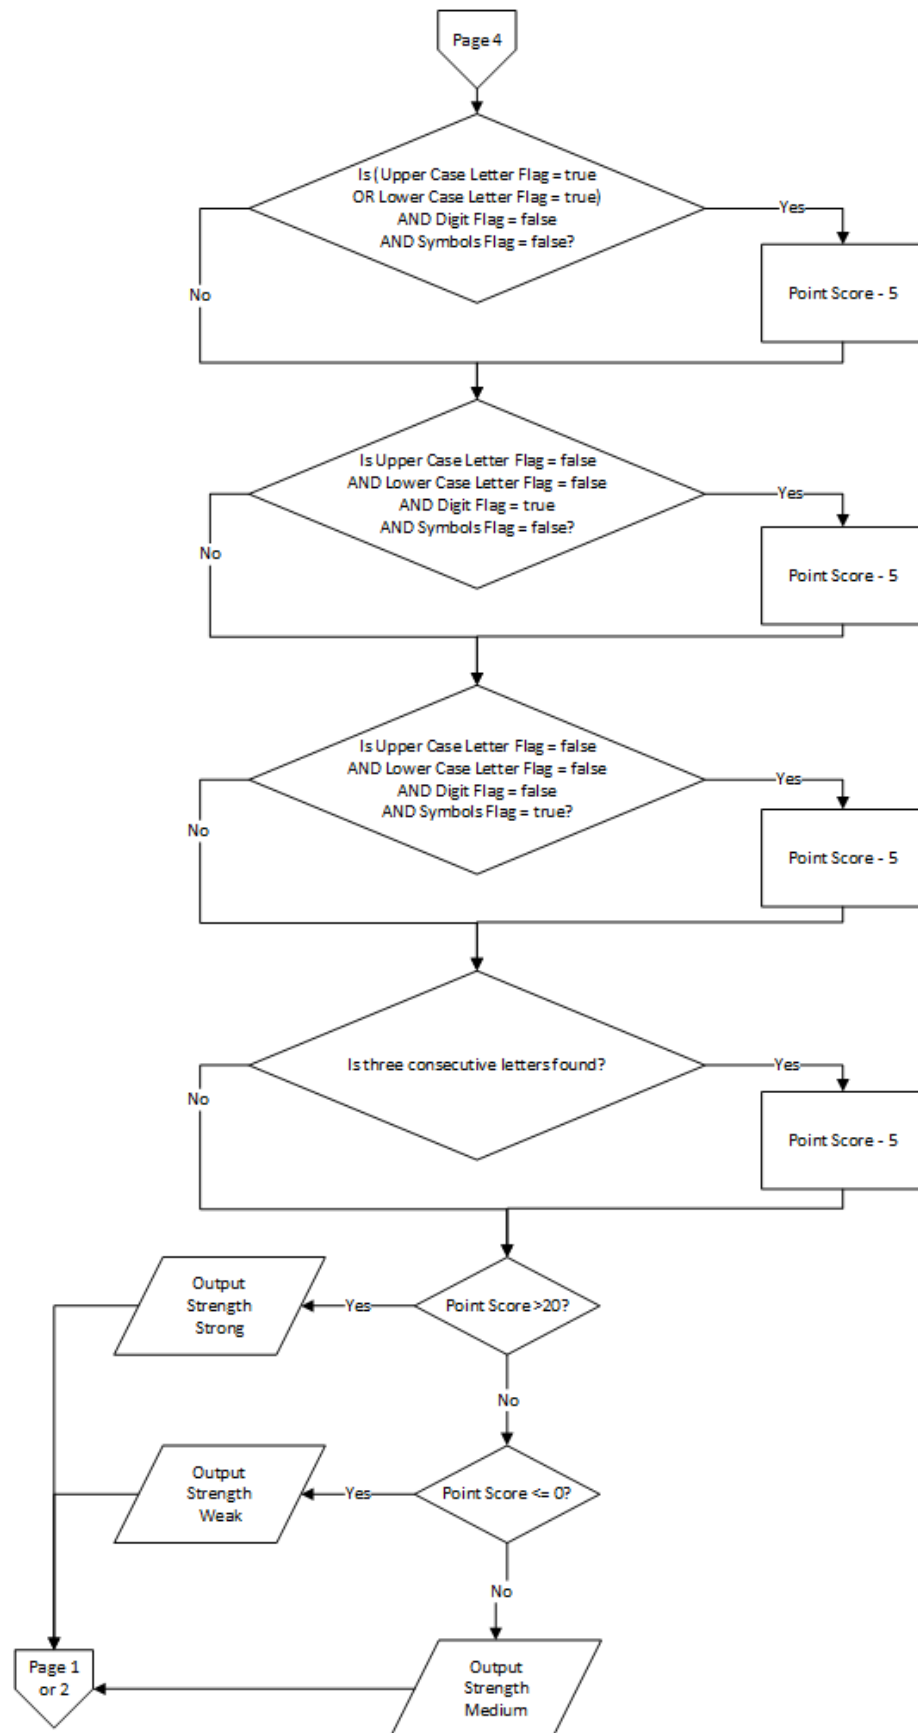 Page 4
Is (Upper Case Letter Flag = true
OR Lower Case Letter Flag = true)
AND Digit Flag = false
AND Symbols Flag = false?
Yes
No
Point Score - 5
Is Upper Case Letter Flag = false
AND Lower Case Letter Flag = false
AND Digit Flag = true
AND Symbols Flag = false?
Yes
No
Point Score - 5
Is Upper Case Letter Flag = false
AND Lower Case Letter Flag = false
AND Digit Flag = false
AND Symbols Flag = true?
Yes
No
Point Score - 5
Is three consecutive letters found?
Yes
No
Point Score - 5
Output
Strength
Strong
Yes
Point Score >20?
No
Output
Strength
Weak
Yes
Point Score <= 0?
No
Page 1
or 2
Output
Strength
Medium